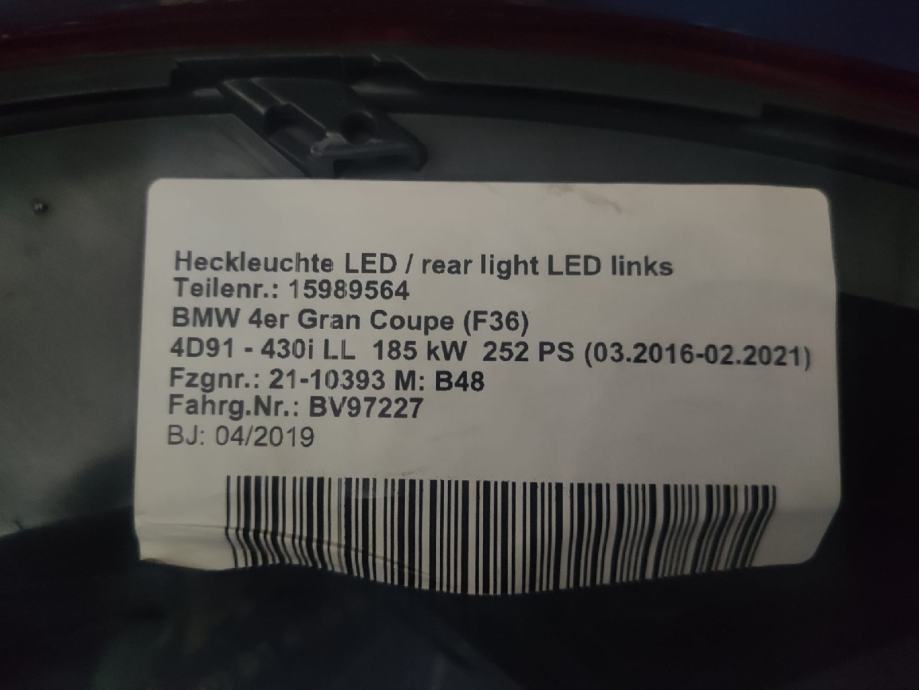 Heckleuchte LED / rear light LED links
Teilenr.: 15989564
BMW 4er Gran Coupe (F36)
4D91 - 430i LL 185 kW 252 PS (03.2016-02.2021)
Fzgnr.: 21-10393 M: B48
Fahrg.Nr.: BV97227
BJ: 04/2019